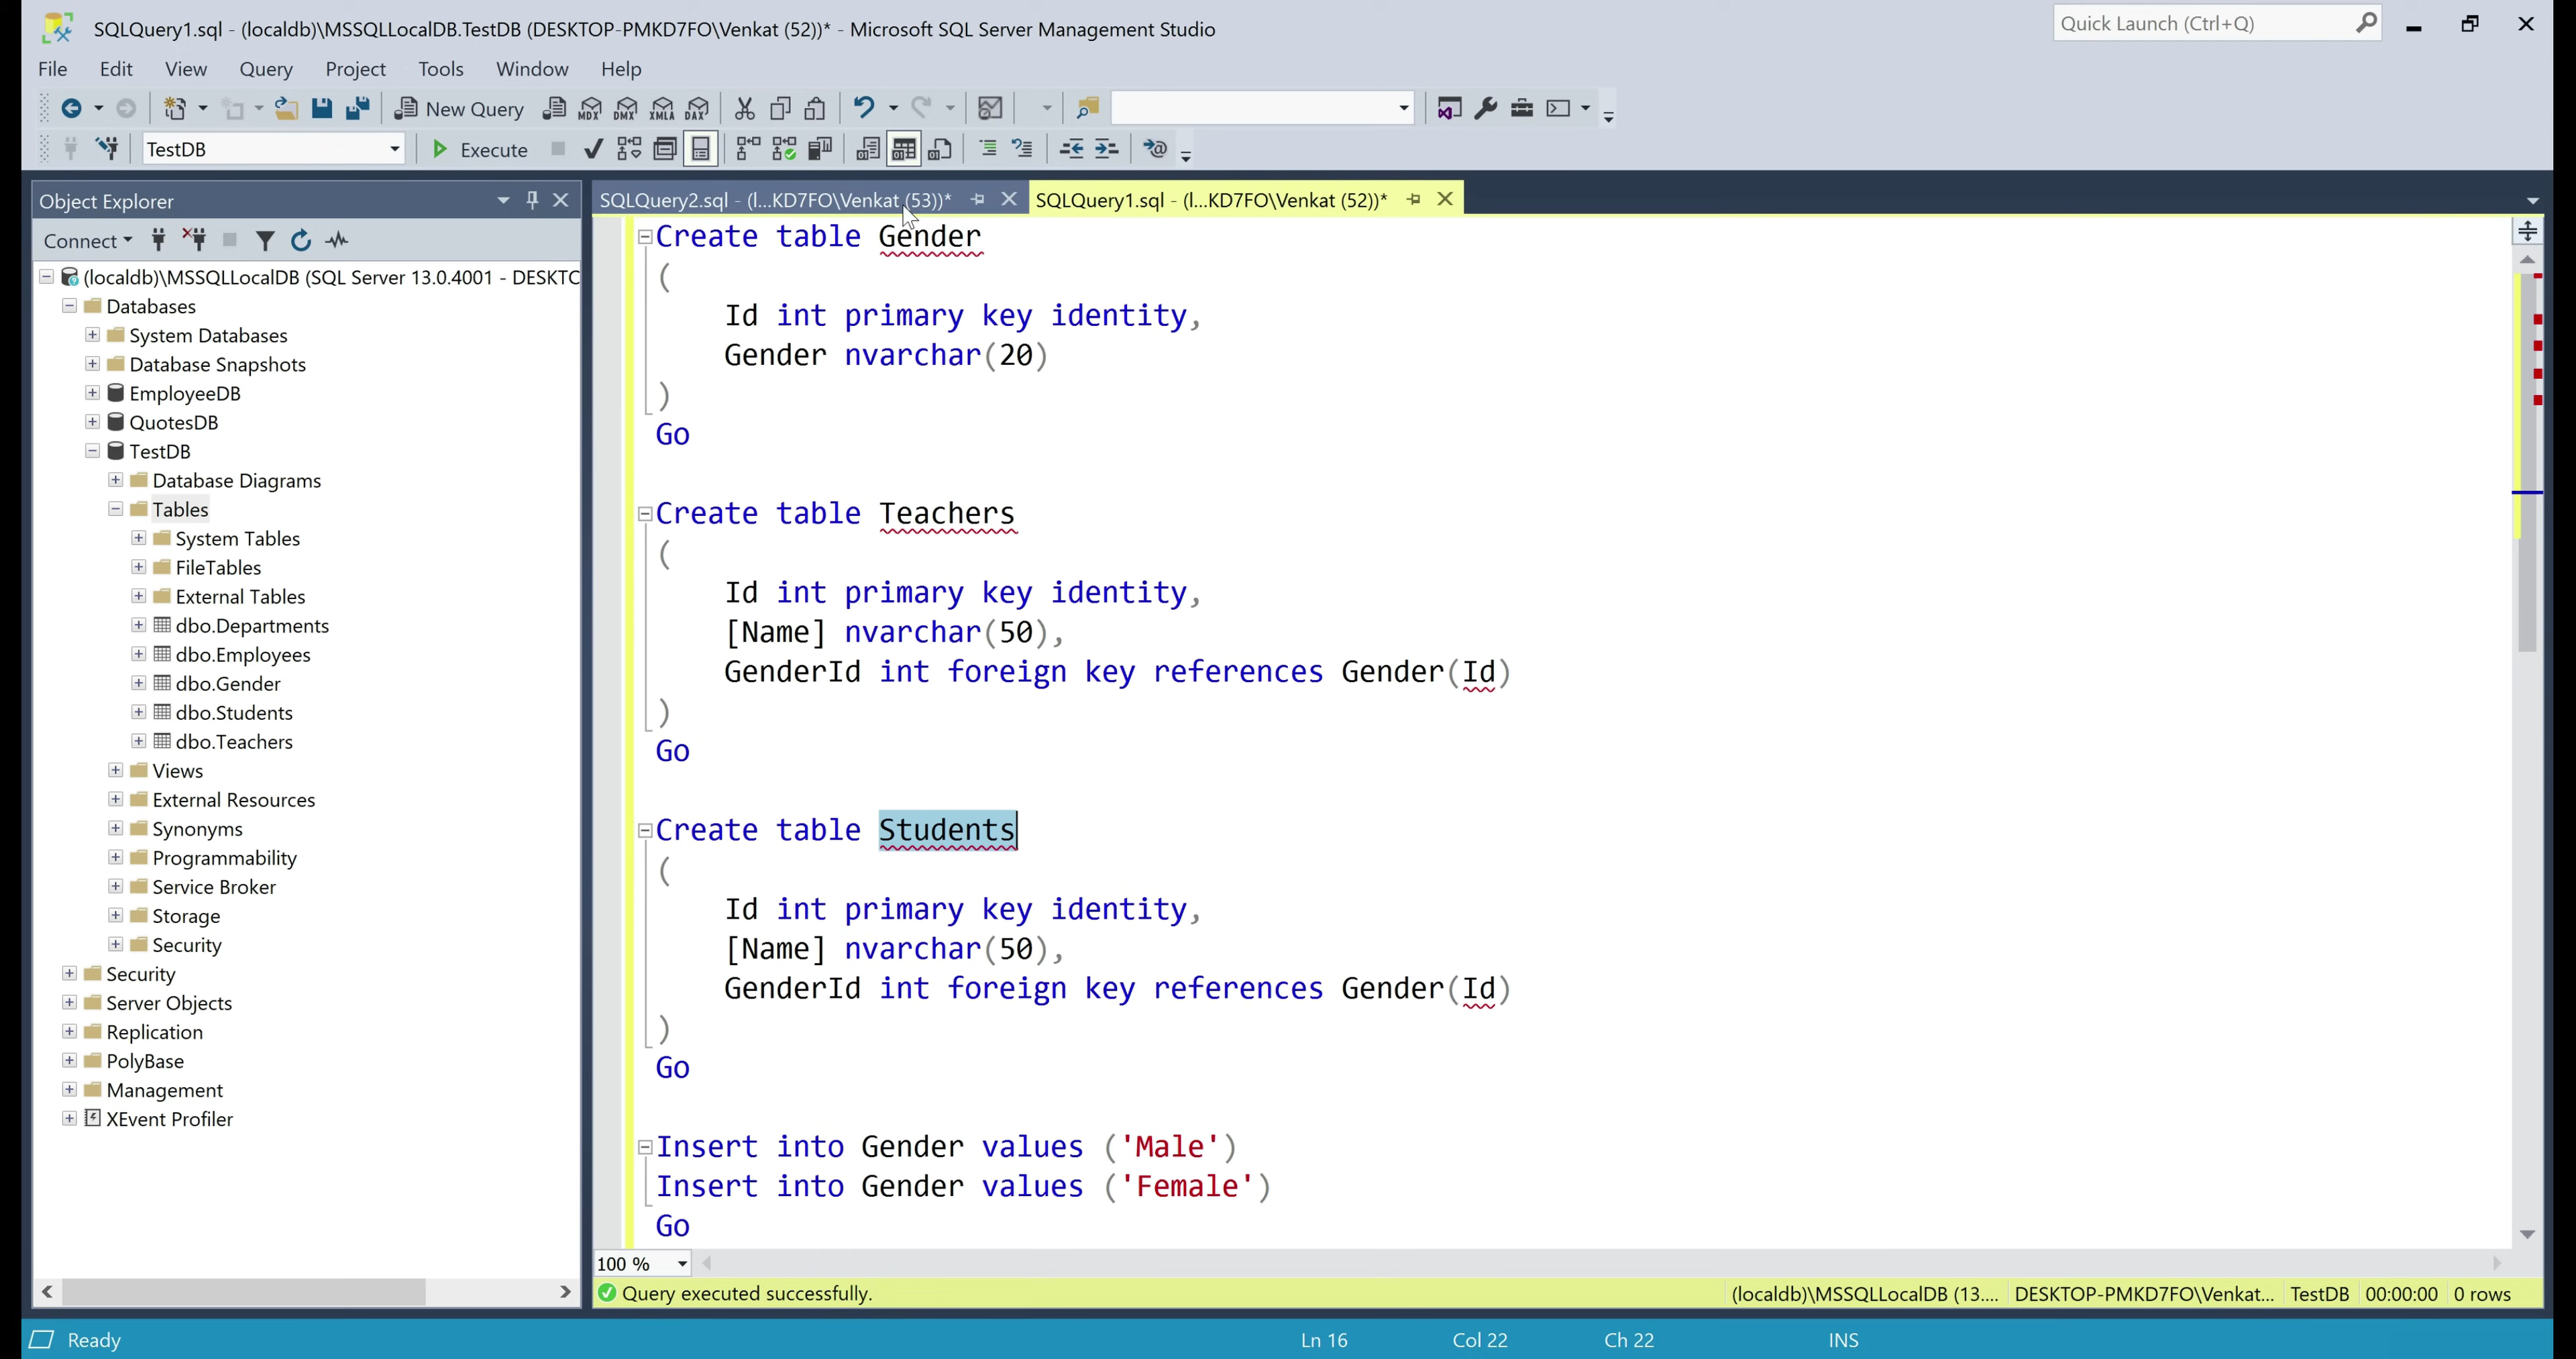 SQLQuery1.sql - (localdb)\MSSQLLocalDB.TestDB (DESKTOP-PMKD7FO\Venkat (52))* - Microsoft SQL Server Management Studio
Quick Launch (Ctrl+Q)
File Edit View Query Project Tools Window Help
New Query MDX DMX XMLA DAX
TestDB Execute
Object Explorer
Connect
(localdb)\MSSQLLocalDB (SQL Server 13.0.4001 - DESKTC
Databases
System Databases
Database Snapshots
EmployeeDB
QuotesDB
TestDB
Database Diagrams
Tables
System Tables
FileTables
External Tables
dbo.Departments
dbo.Employees
dbo.Gender
dbo.Students
dbo.Teachers
Views
External Resources
Synonyms
Programmability
Service Broker
Storage
Security
Security
Server Objects
Replication
PolyBase
Management
XEvent Profiler
SQLQuery2.sql - (l...KD7FO\Venkat (53))* SQLQuery1.sql - (l...KD7FO\Venkat (52))*
Create table Gender
(
Id int primary key identity,
Gender nvarchar(20)
)
Go
Create table Teachers
(
Id int primary key identity,
[Name] nvarchar(50),
GenderId int foreign key references Gender(Id)
)
Go
Create table Students
(
Id int primary key identity,
[Name] nvarchar(50),
GenderId int foreign key references Gender(Id)
)
Go
Insert into Gender values ('Male')
Insert into Gender values ('Female')
Go
100 %
Query executed successfully. (localdb)\MSSQLLocalDB (13.... DESKTOP-PMKD7FO\Venkat... TestDB 00:00:00 0 rows
Ready Ln 16 Col 22 Ch 22 INS